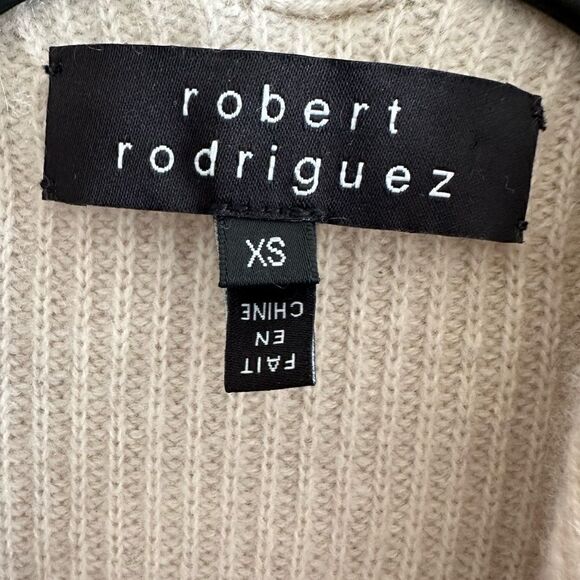 robert
rodriguez
XS
FAIT
EN
CHINE